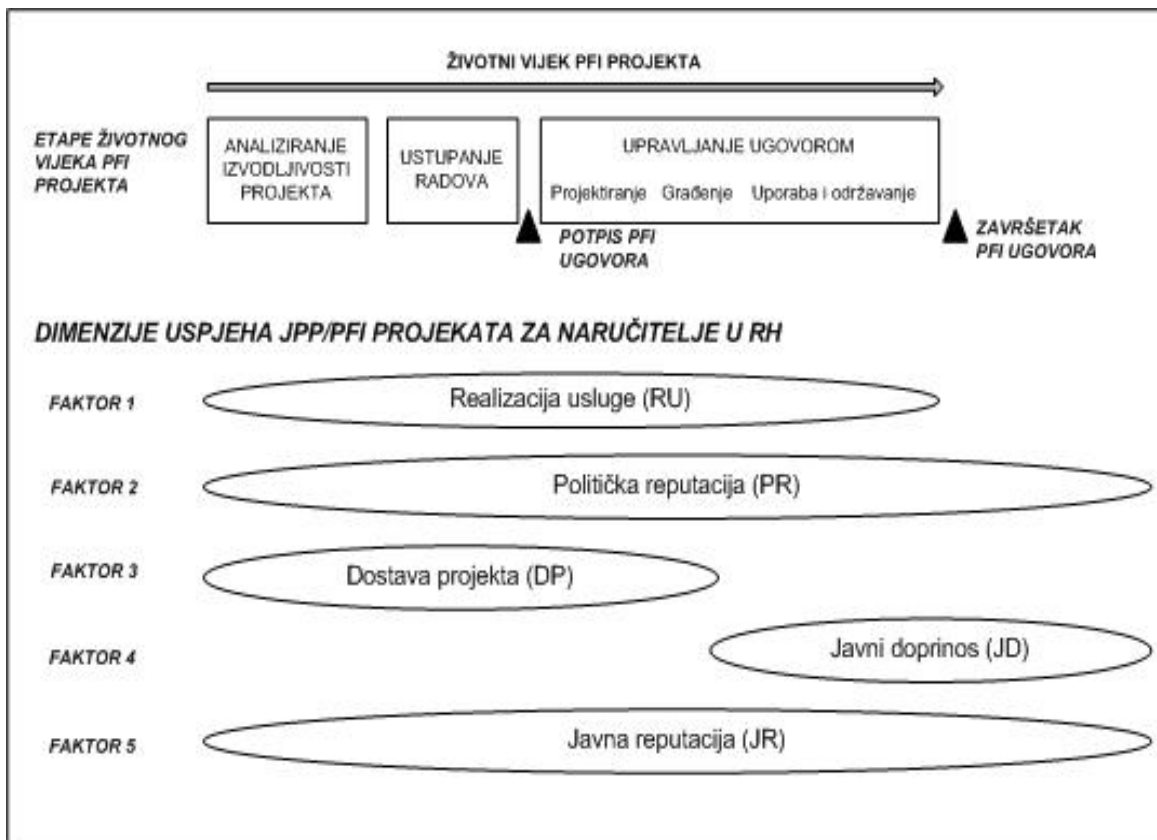 ŽIVOTNI VIJEK PFI PROJEKTA
ETAPE ŽIVOTNOG
VIJEKA PFI
PROJEKTA
ANALIZIRANJE
IZVODLJIVOSTI
PROJEKTA
USTUPANJE
RADOVA
UPRAVLJANJE UGOVOROM
Projektiranje Građenje Uporaba i održavanje
POTPIS PFI
UGOVORA
ZAVRŠETAK
PFI UGOVORA
DIMENZIJE USPJEHA JPP/PFI PROJEKATA ZA NARUČITELJE U RH
FAKTOR 1
Realizacija usluge (RU)
FAKTOR 2
Politička reputacija (PR)
FAKTOR 3
Dostava projekta (DP)
FAKTOR 4
Javni doprinos (JD)
FAKTOR 5
Javna reputacija (JR)